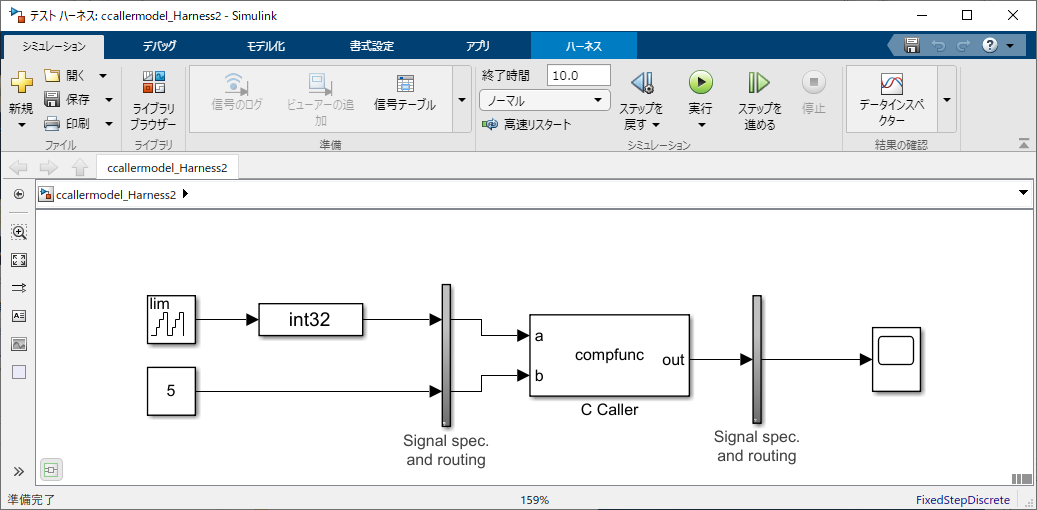 テスト ハーネス: ccallermodel_Harness2 - Simulink
シミュレーション デバッグ モデル化 書式設定 アプリ ハーネス
新規
開く
保存
印刷
ファイル
ライブラリ
ブラウザー
ライブラリ
信号のログ
ビューアーの追
加
信号テーブル
準備
終了時間 10.0
ノーマル
高速リスタート
ステップを
戻す
実行
ステップを
進める
停止
シミュレーション
データインスペ
クター
結果の確認
ccallermodel_Harness2
ccallermodel_Harness2
lim
int32
5
Signal spec.
and routing
a
b
compfunc
out
C Caller
Signal spec.
and routing
準備完了 159% FixedStepDiscrete